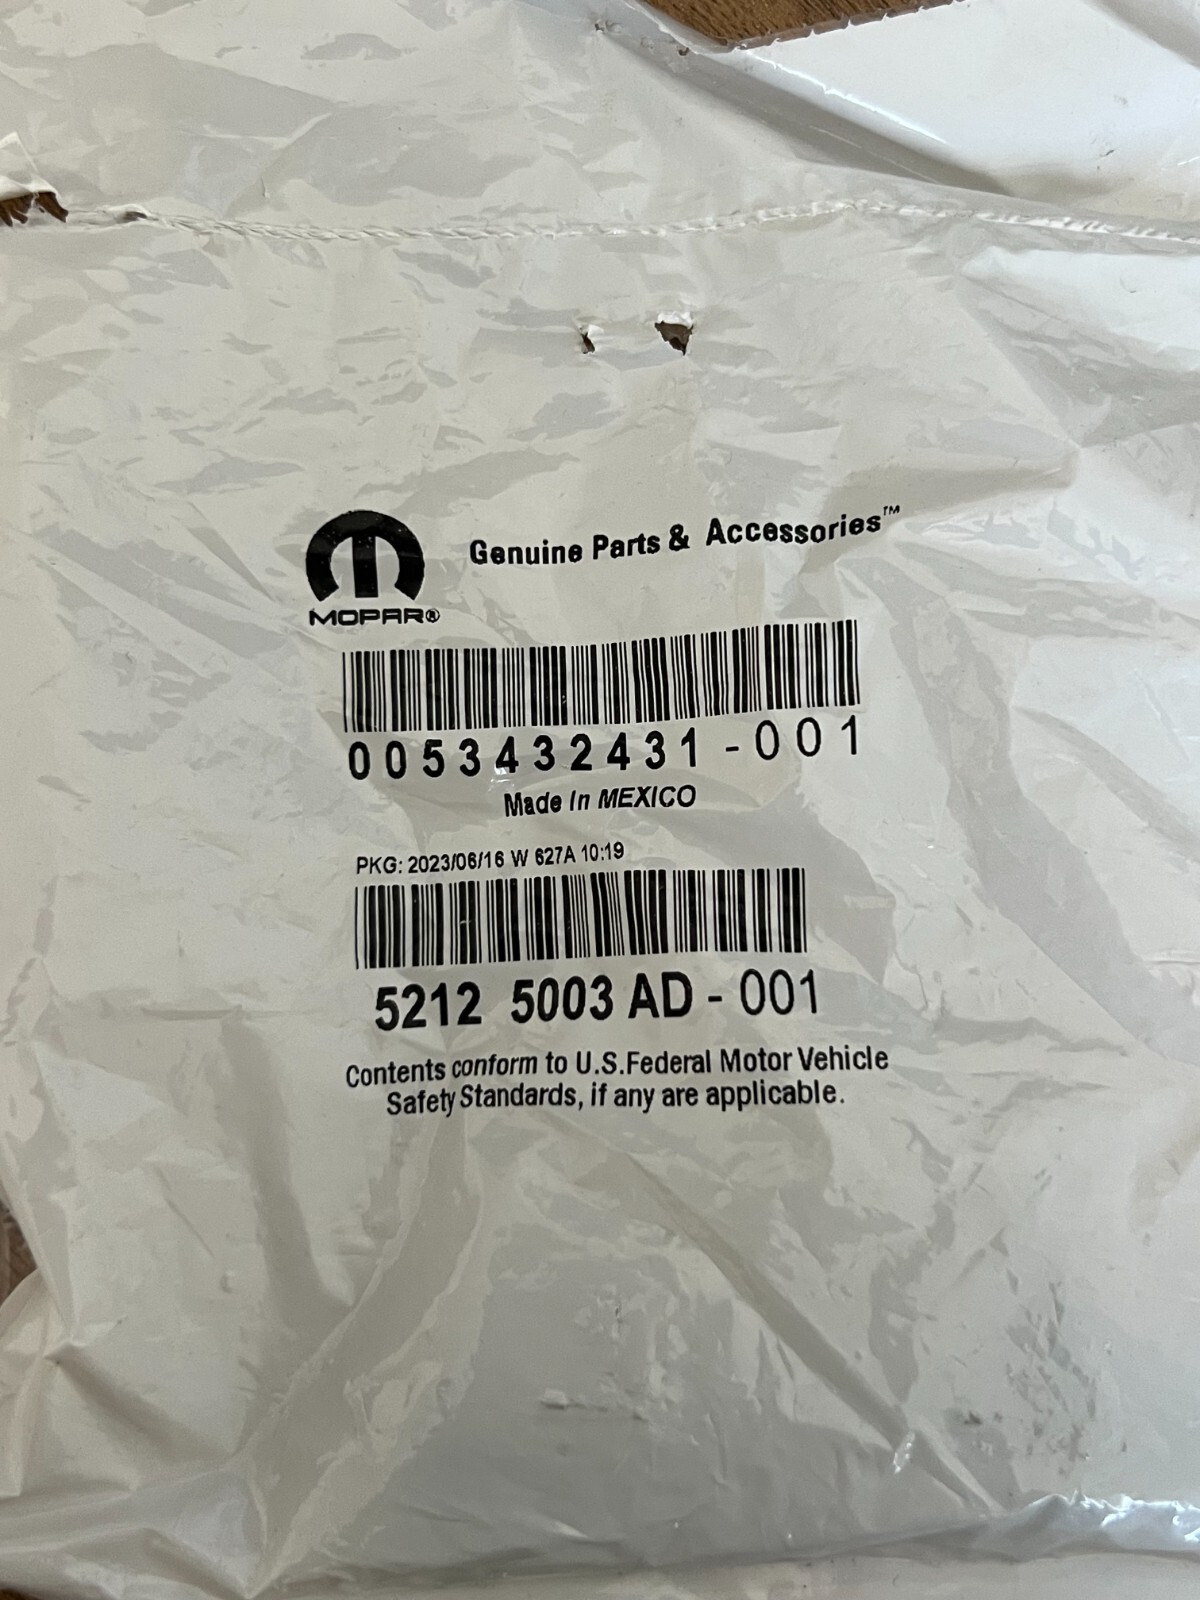 Genuine Parts & Accessories™
MOPAR®
0053432431-001
Made In MEXICO
PKG: 2023/06/16 W 627A 10:19
5212 5003 AD - 001
Contents conform to U.S.Federal Motor Vehicle
Safety Standards, if any are applicable.